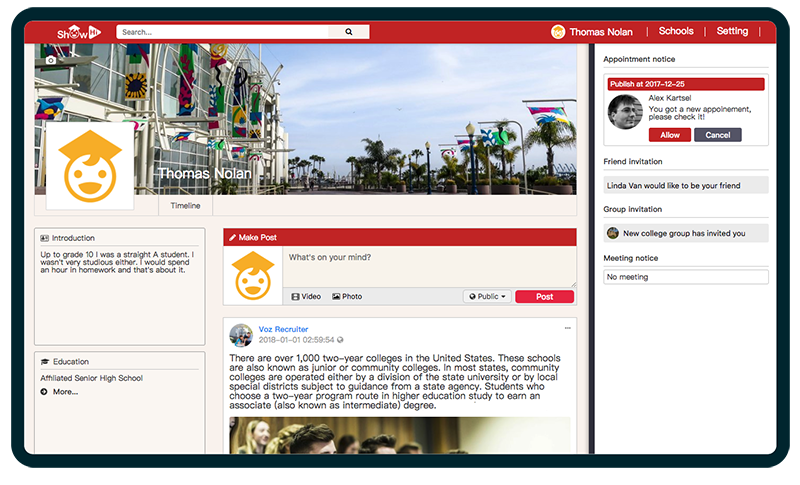 Show Hi
Search...
Thomas Nolan | Schools | Setting |
Thomas Nolan
Timeline
Introduction
Up to grade 10 I was a straight A student. I
wasn't very studious either. I would spend
an hour in homework and that's about it.
Education
Affiliated Senior High School
More...
Make Post
What's on your mind?
Video Photo Public Post
Voz Recruiter
2018-01-01 02:59:54
There are over 1,000 two-year colleges in the United States. These schools
are also known as junior or community colleges. In most states, community
colleges are operated either by a division of the state university or by local
special districts subject to guidance from a state agency. Students who
choose a two-year program route in higher education study to earn an
associate (also known as intermediate) degree.
Appointment notice
Publish at 2017-12-25
Alex Kartsel
You got a new appoinement,
please check it!
Allow Cancel
Friend invitation
Linda Van would like to be your friend
Group invitation
New college group has invited you
Meeting notice
No meeting